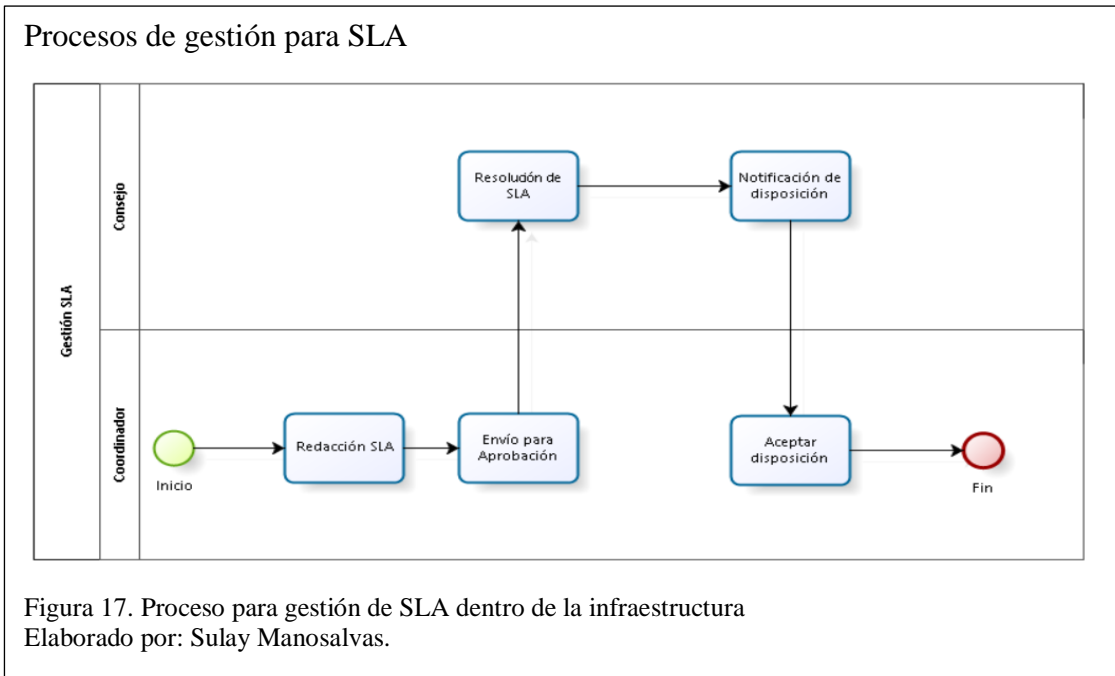 Procesos de gestión para SLA
Gestión SLA
Consejo
Resolución de
SLA
Notificación de
disposición
Coordinador
Inicio
Redacción SLA
Envío para
Aprobación
Aceptar
disposición
Fin
Figura 17. Proceso para gestión de SLA dentro de la infraestructura
Elaborado por: Sulay Manosalvas.